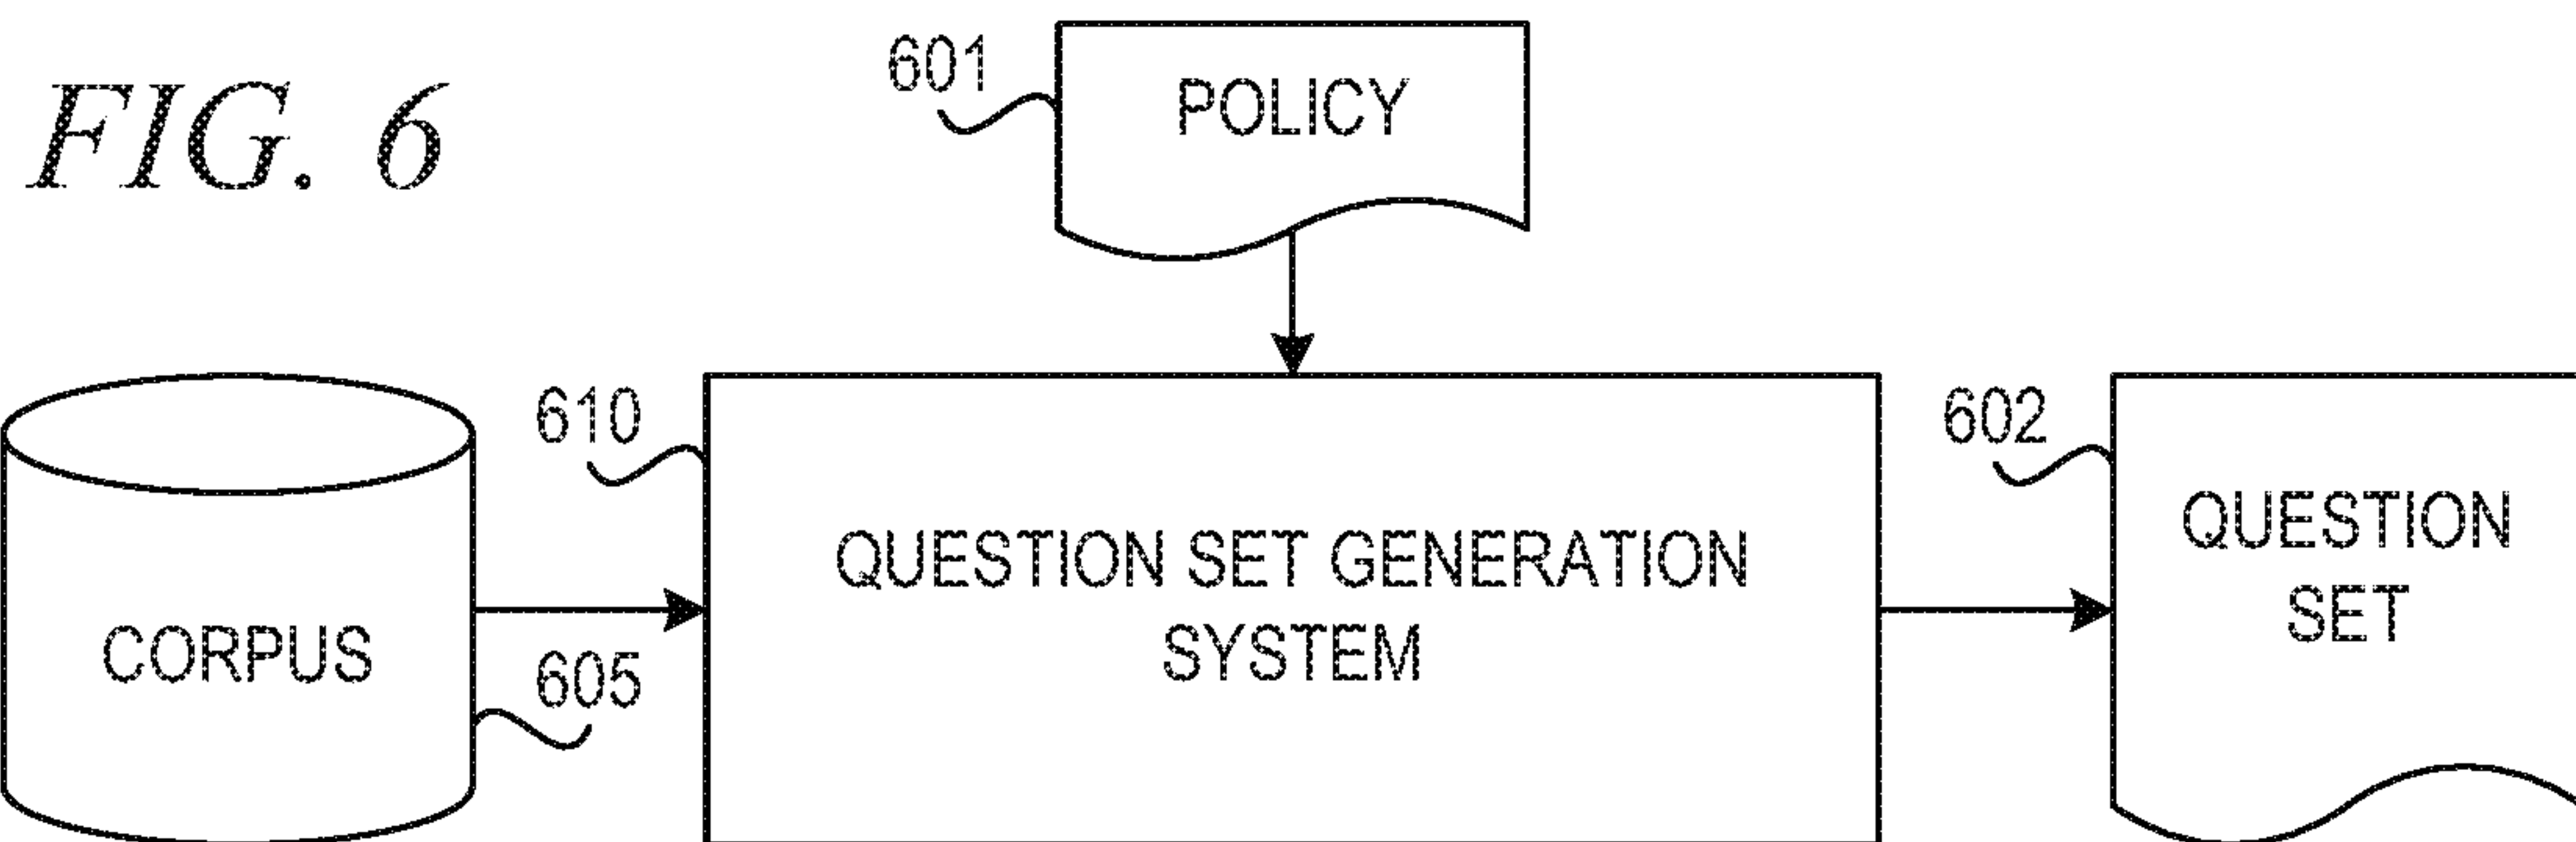 FIG. 6
601
POLICY
610
602
QUESTION SET GENERATION
SYSTEM
QUESTION
SET
CORPUS
605